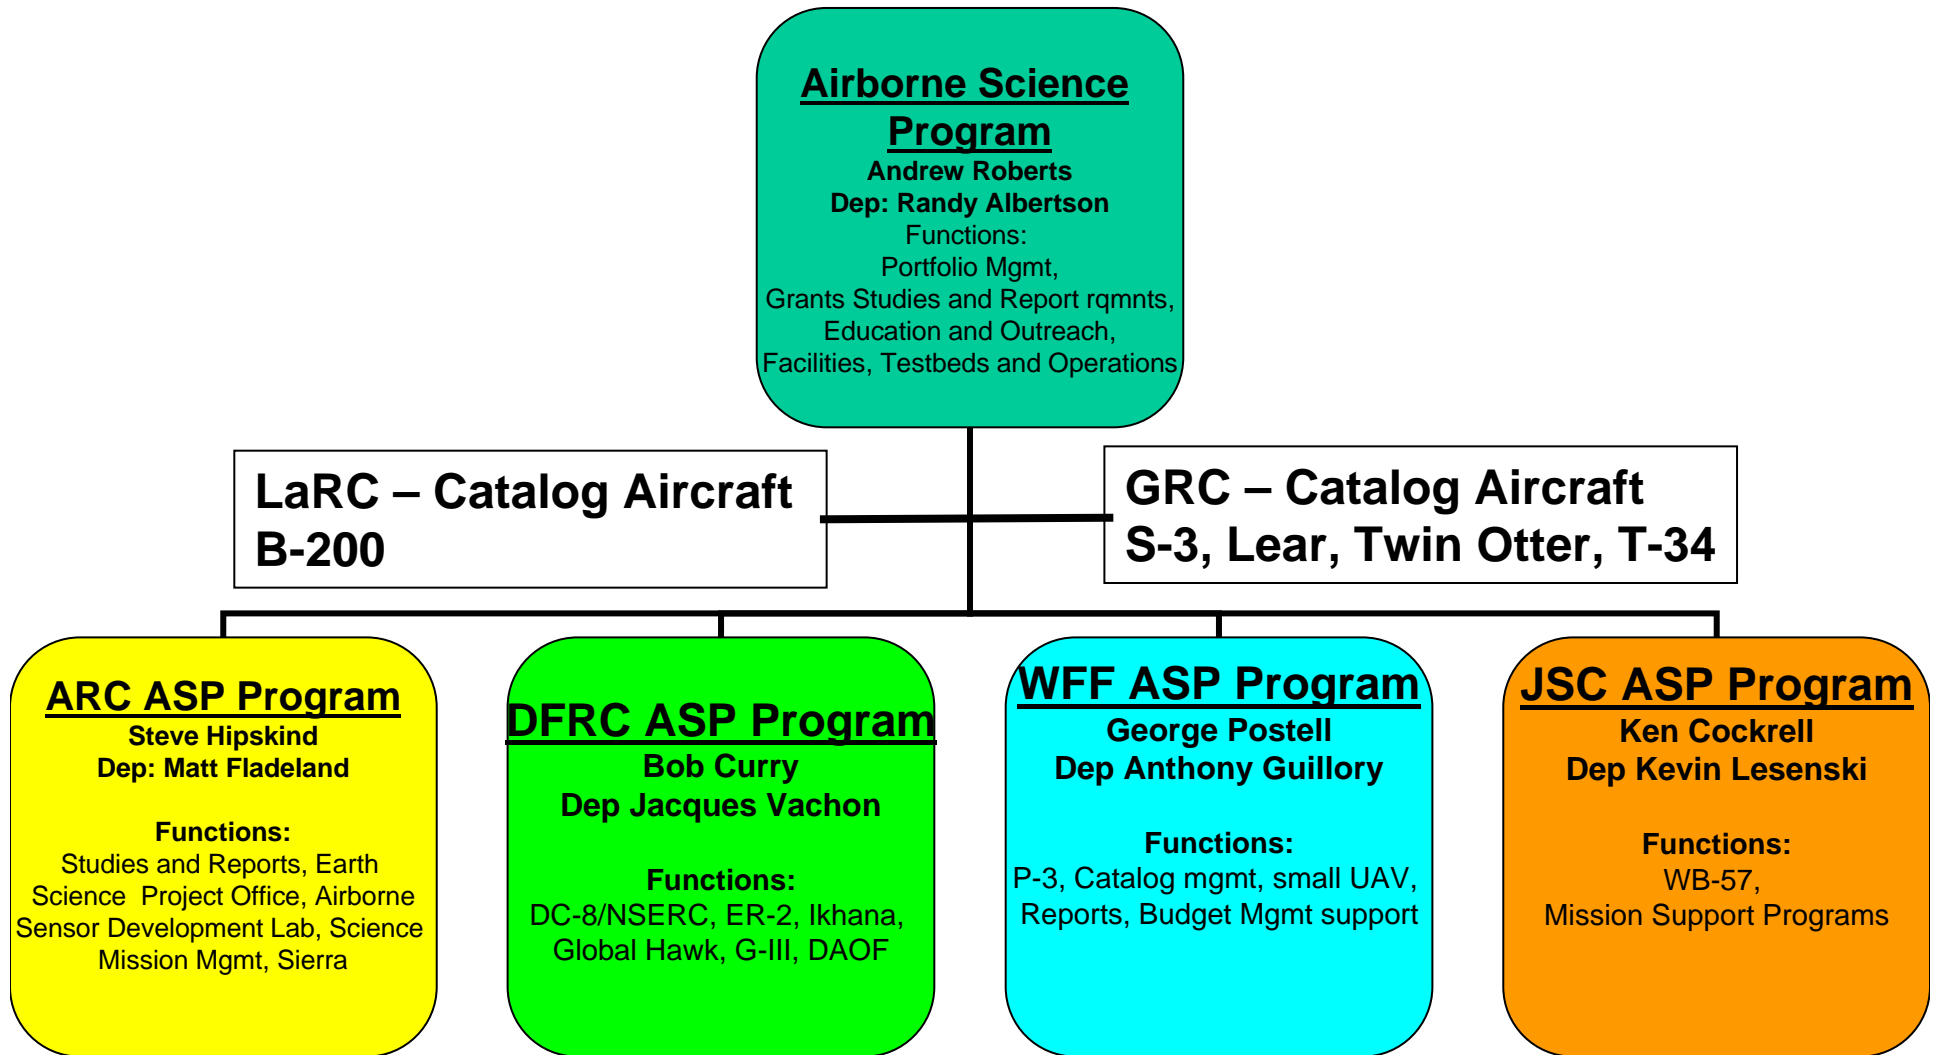 Airborne Science
Program
Andrew Roberts
Dep: Randy Albertson
Functions:
Portfolio Mgmt,
Grants Studies and Report rqmnts,
Education and Outreach,
Facilities, Testbeds and Operations
LaRC – Catalog Aircraft
B-200
GRC – Catalog Aircraft
S-3, Lear, Twin Otter, T-34
ARC ASP Program
Steve Hipskind
Dep: Matt Fladeland
Functions:
Studies and Reports, Earth
Science Project Office, Airborne
Sensor Development Lab, Science
Mission Mgmt, Sierra
DFRC ASP Program
Bob Curry
Dep Jacques Vachon
Functions:
DC-8/NSERC, ER-2, Ikhana,
Global Hawk, G-III, DAOF
WFF ASP Program
George Postell
Dep Anthony Guillory
Functions:
P-3, Catalog mgmt, small UAV,
Reports, Budget Mgmt support
JSC ASP Program
Ken Cockrell
Dep Kevin Lesenski
Functions:
WB-57,
Mission Support Programs